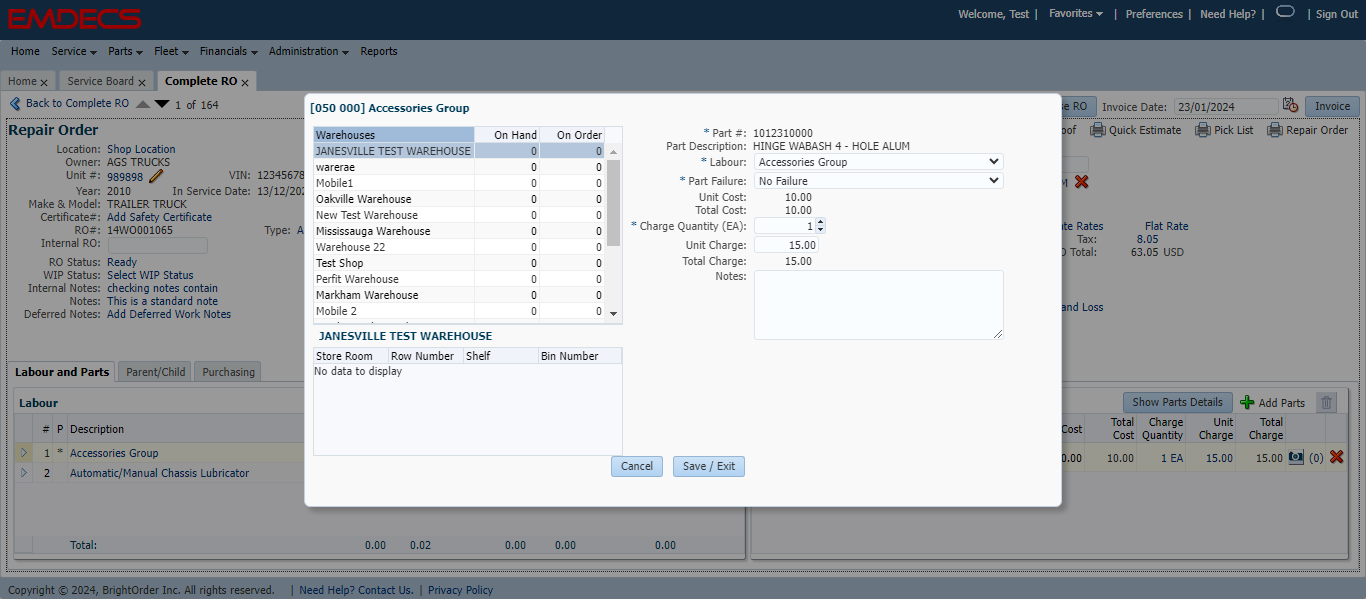 EMDECS
Welcome, Test | Favorites | Preferences | Need Help? | | Sign Out
Home Service Parts Fleet Financials Administration Reports
Home x Service Board x Complete RO x
Back to Complete RO 1 of 164
e RO Invoice Date: 23/01/2024 Invoice
Repair Order
Quick Estimate Pick List Repair Order
Location: Shop Location
Owner: AGS TRUCKS
Unit #: 989898 VIN: 12345678
Year: 2010 In Service Date: 13/12/202
Make & Model: TRAILER TRUCK
Certificate#: Add Safety Certificate
RO#: 14WO001065 Type: A
Internal RO:
RO Status: Ready
WIP Status: Select WIP Status
Internal Notes: checking notes contain
Notes: This is a standard note
Deferred Notes: Add Deferred Work Notes
te Rates Flat Rate
Tax: 8.05
O Total: 63.05 USD
and Loss
[050 000] Accessories Group
Warehouses On Hand On Order
JANESVILLE TEST WAREHOUSE 0 0
warerae 0 0
Mobile1 0 0
Oakville Warehouse 0 0
New Test Warehouse 0 0
Mississauga Warehouse 0 0
Warehouse 22 0 0
Test Shop 0 0
Perfit Warehouse 0 0
Markham Warehouse 0 0
Mobile 2 0 0
JANESVILLE TEST WAREHOUSE
Store Room Row Number Shelf Bin Number
No data to display
* Part #: 1012310000
Part Description: HINGE WABASH 4 - HOLE ALUM
* Labour: Accessories Group
* Part Failure: No Failure
Unit Cost: 10.00
Total Cost: 10.00
* Charge Quantity (EA): 1
Unit Charge: 15.00
Total Charge: 15.00
Notes:
Cancel Save / Exit
Labour and Parts Parent/Child Purchasing
Labour
# P Description
1 * Accessories Group
2 Automatic/Manual Chassis Lubricator
Total: 0.00 0.02 0.00 0.00 0.00
Show Parts Details Add Parts
Cost Total Cost Charge Quantity Unit Charge Total Charge
0.00 10.00 1 EA 15.00 15.00 (0)
Copyright © 2024, BrightOrder Inc. All rights reserved. | Need Help? Contact Us. | Privacy Policy